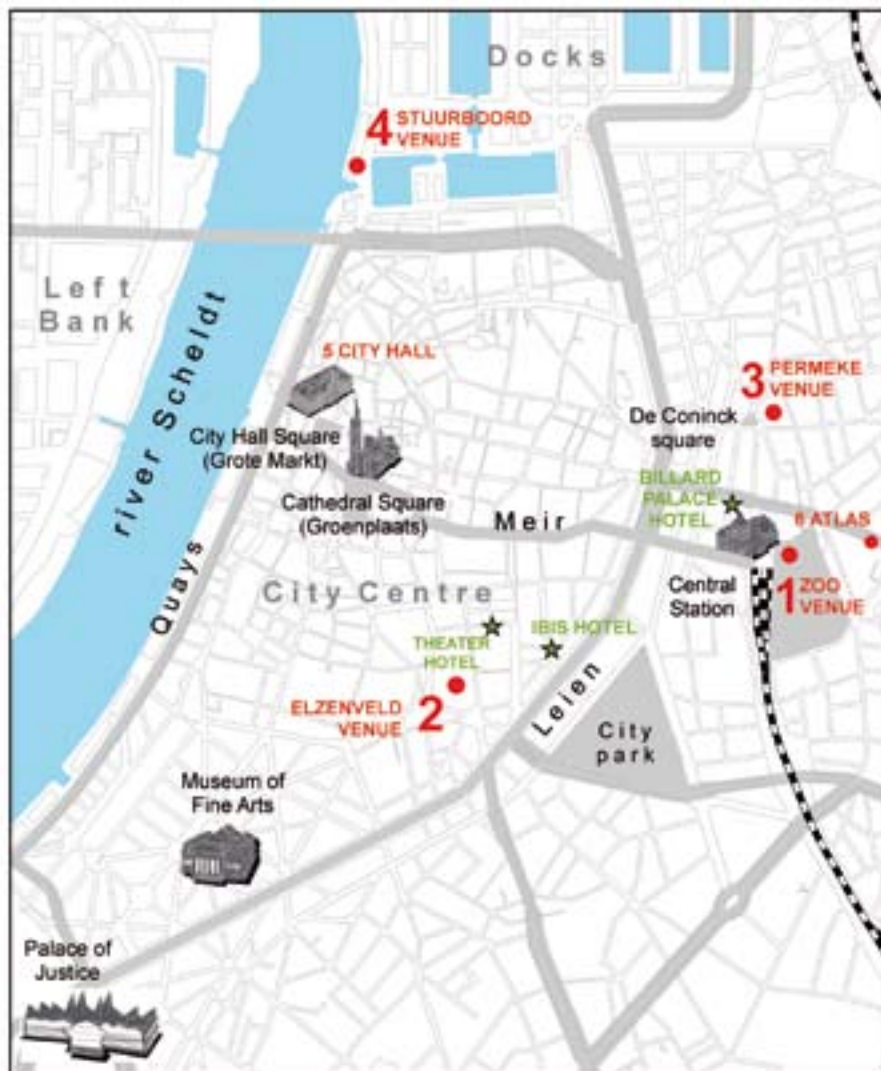 Docks
4 STUURBOORD
VENUE
Left
Bank
river Scheldt
5 CITY HALL
3 PERMEKE
VENUE
De Coninck
square
City Hall Square
(Grote Markt)
Cathedral Square
(Groenplaats)
BILLARD
PALACE
HOTEL
6 ATLAS
Meir
Quays
Central
Station
1 ZOO
VENUE
City Centre
THEATER
HOTEL
IBIS HOTEL
ELZENVELD
VENUE 2
Leien
City
park
Museum of
Fine Arts
Palace of
Justice